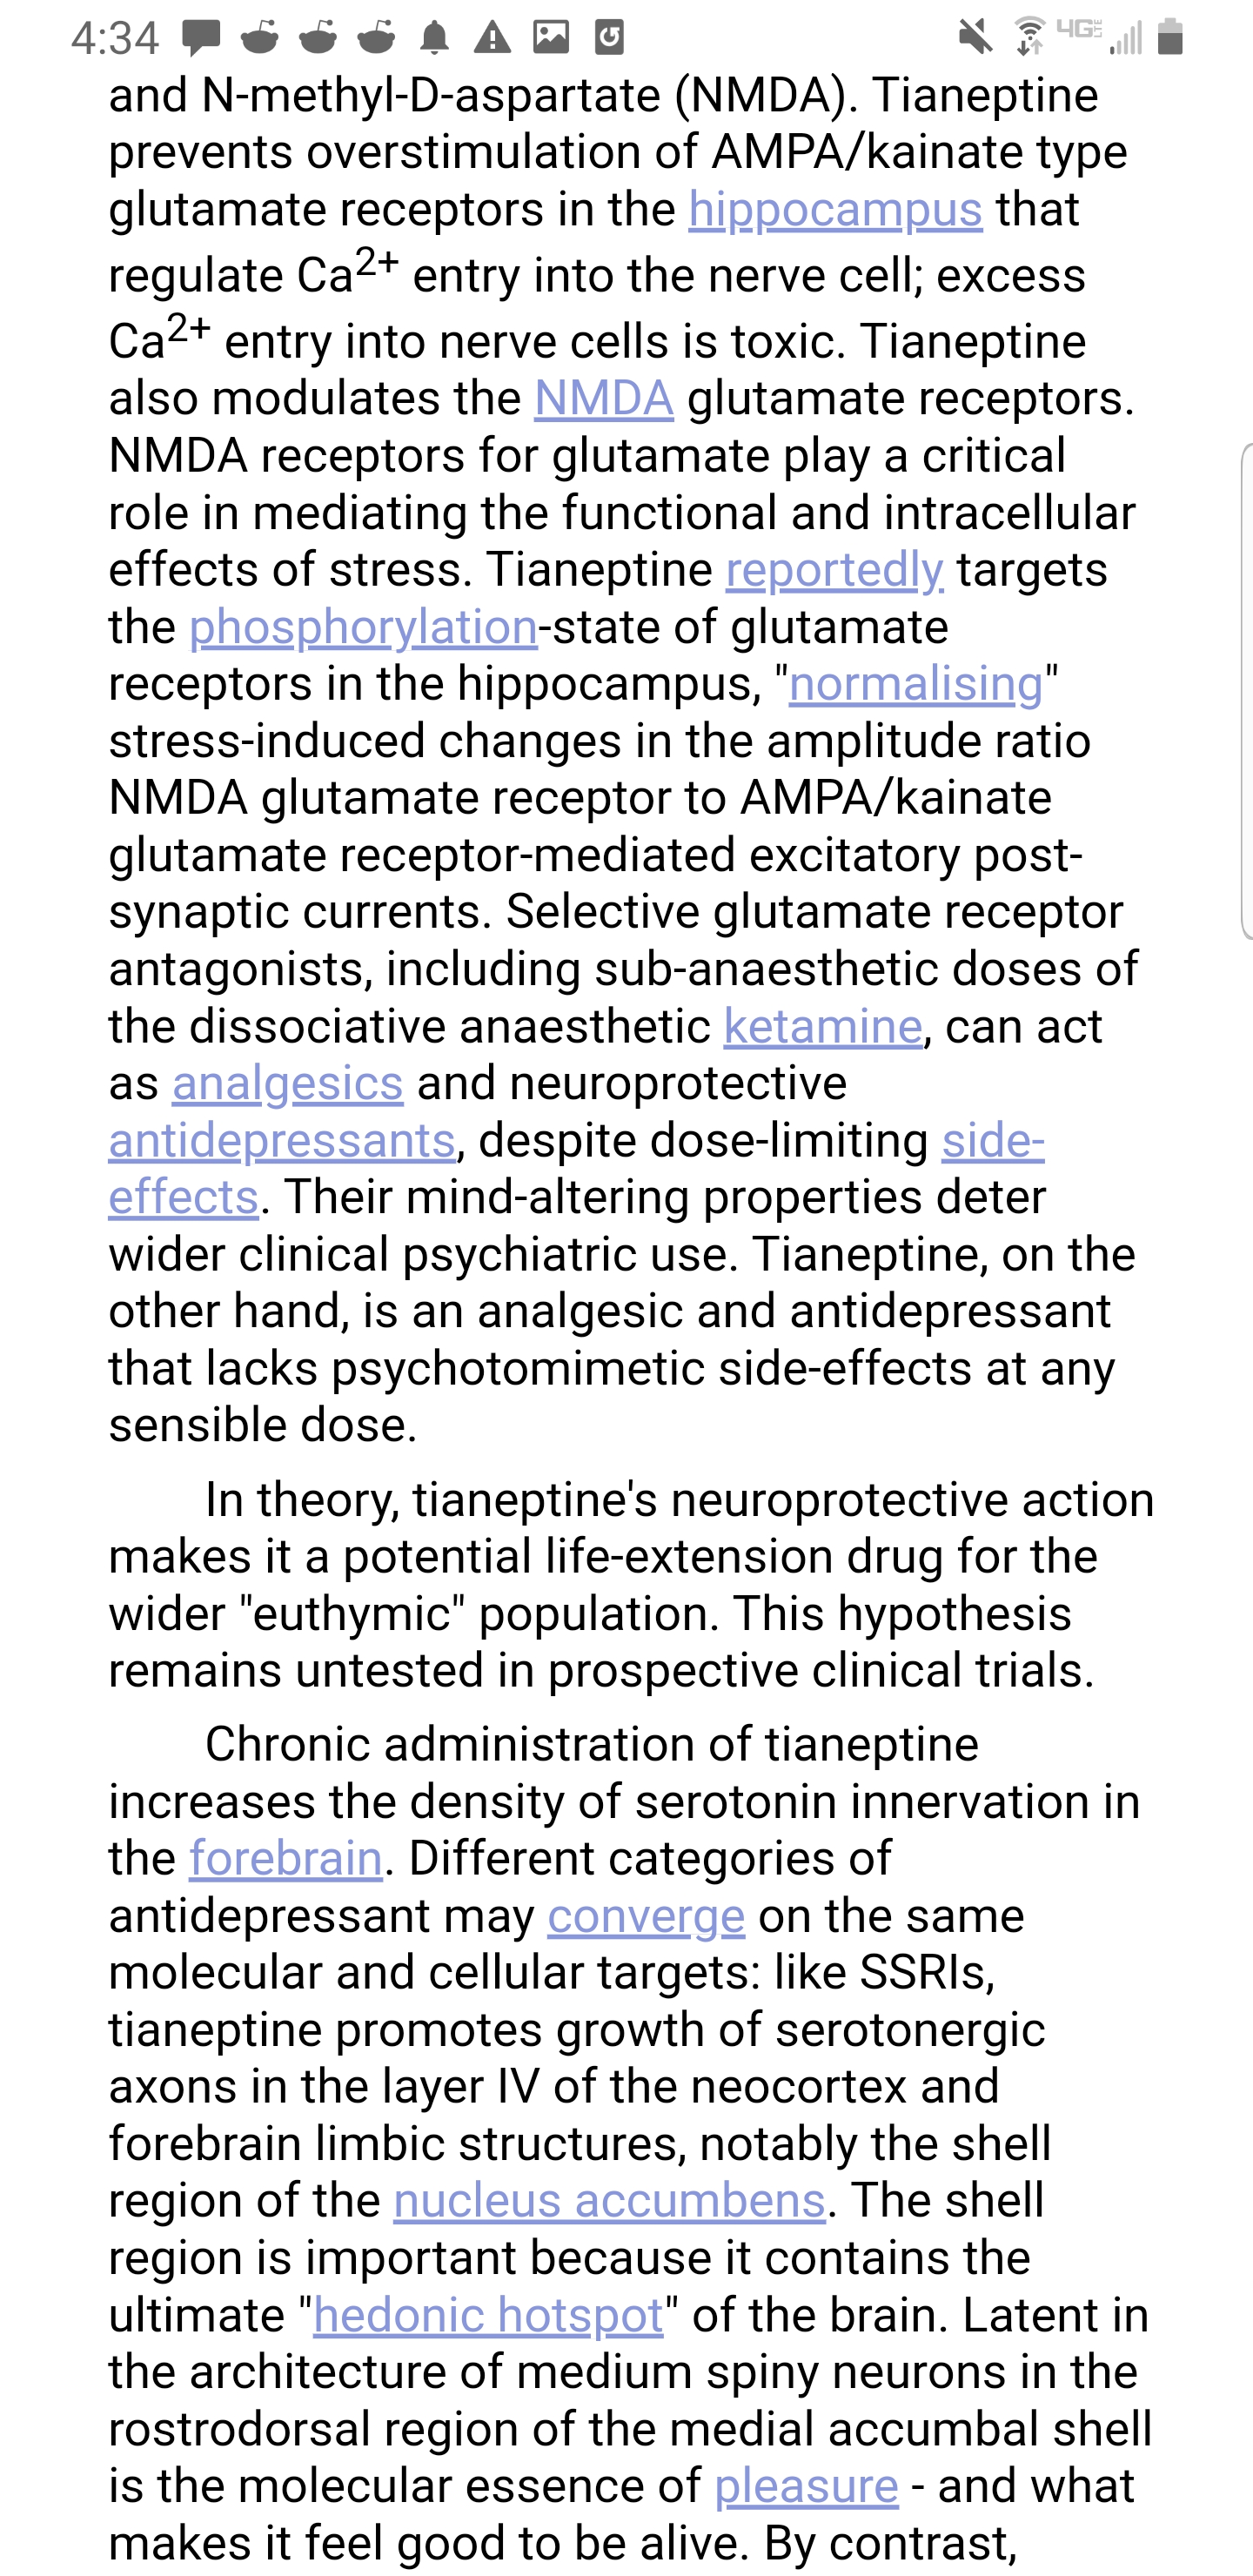 4:34 4G LTE
and N-methyl-D-aspartate (NMDA). Tianeptine
prevents overstimulation of AMPA/kainate type
glutamate receptors in the hippocampus that
regulate Ca²⁺ entry into the nerve cell; excess
Ca²⁺ entry into nerve cells is toxic. Tianeptine
also modulates the NMDA glutamate receptors.
NMDA receptors for glutamate play a critical
role in mediating the functional and intracellular
effects of stress. Tianeptine reportedly targets
the phosphorylation-state of glutamate
receptors in the hippocampus, "normalising"
stress-induced changes in the amplitude ratio
NMDA glutamate receptor to AMPA/kainate
glutamate receptor-mediated excitatory post-
synaptic currents. Selective glutamate receptor
antagonists, including sub-anaesthetic doses of
the dissociative anaesthetic ketamine, can act
as analgesics and neuroprotective
antidepressants, despite dose-limiting side-
effects. Their mind-altering properties deter
wider clinical psychiatric use. Tianeptine, on the
other hand, is an analgesic and antidepressant
that lacks psychotomimetic side-effects at any
sensible dose.
In theory, tianeptine's neuroprotective action
makes it a potential life-extension drug for the
wider "euthymic" population. This hypothesis
remains untested in prospective clinical trials.
Chronic administration of tianeptine
increases the density of serotonin innervation in
the forebrain. Different categories of
antidepressant may converge on the same
molecular and cellular targets: like SSRIs,
tianeptine promotes growth of serotonergic
axons in the layer IV of the neocortex and
forebrain limbic structures, notably the shell
region of the nucleus accumbens. The shell
region is important because it contains the
ultimate "hedonic hotspot" of the brain. Latent in
the architecture of medium spiny neurons in the
rostrodorsal region of the medial accumbal shell
is the molecular essence of pleasure - and what
makes it feel good to be alive. By contrast,